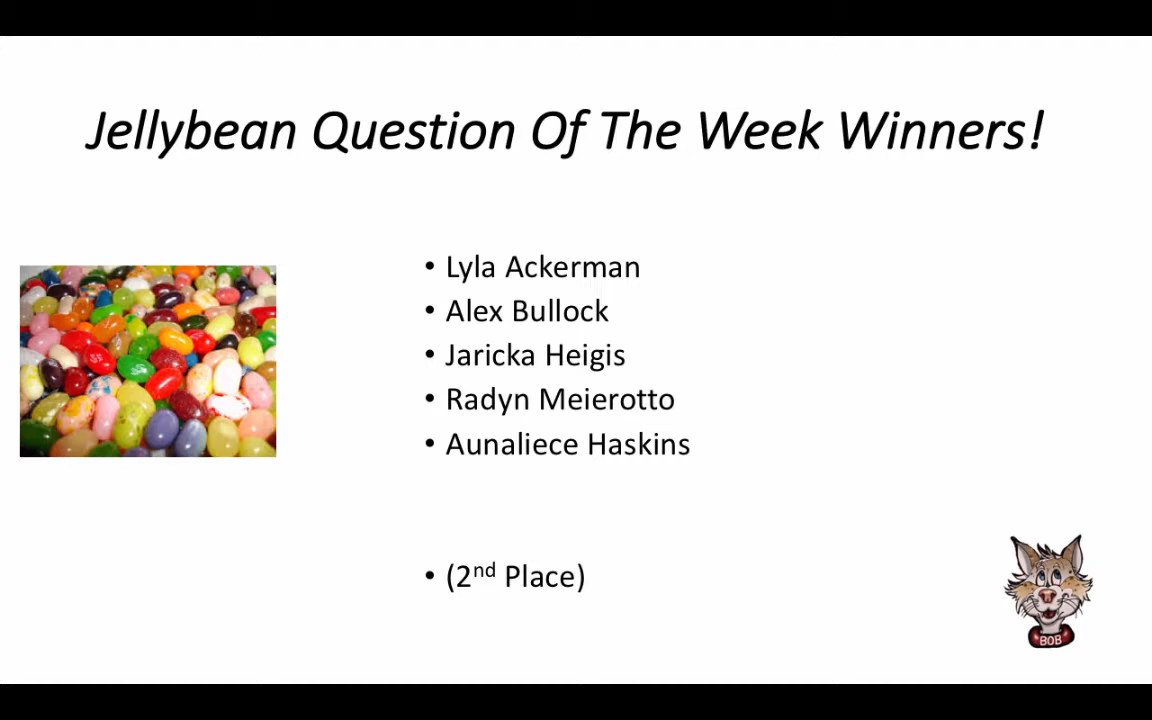 Jellybean Question Of The Week Winners!
• Lyla Ackerman
• Alex Bullock
• Jaricka Heigis
• Radyn Meierotto
• Aunaliece Haskins
• (2nd Place)
BOB